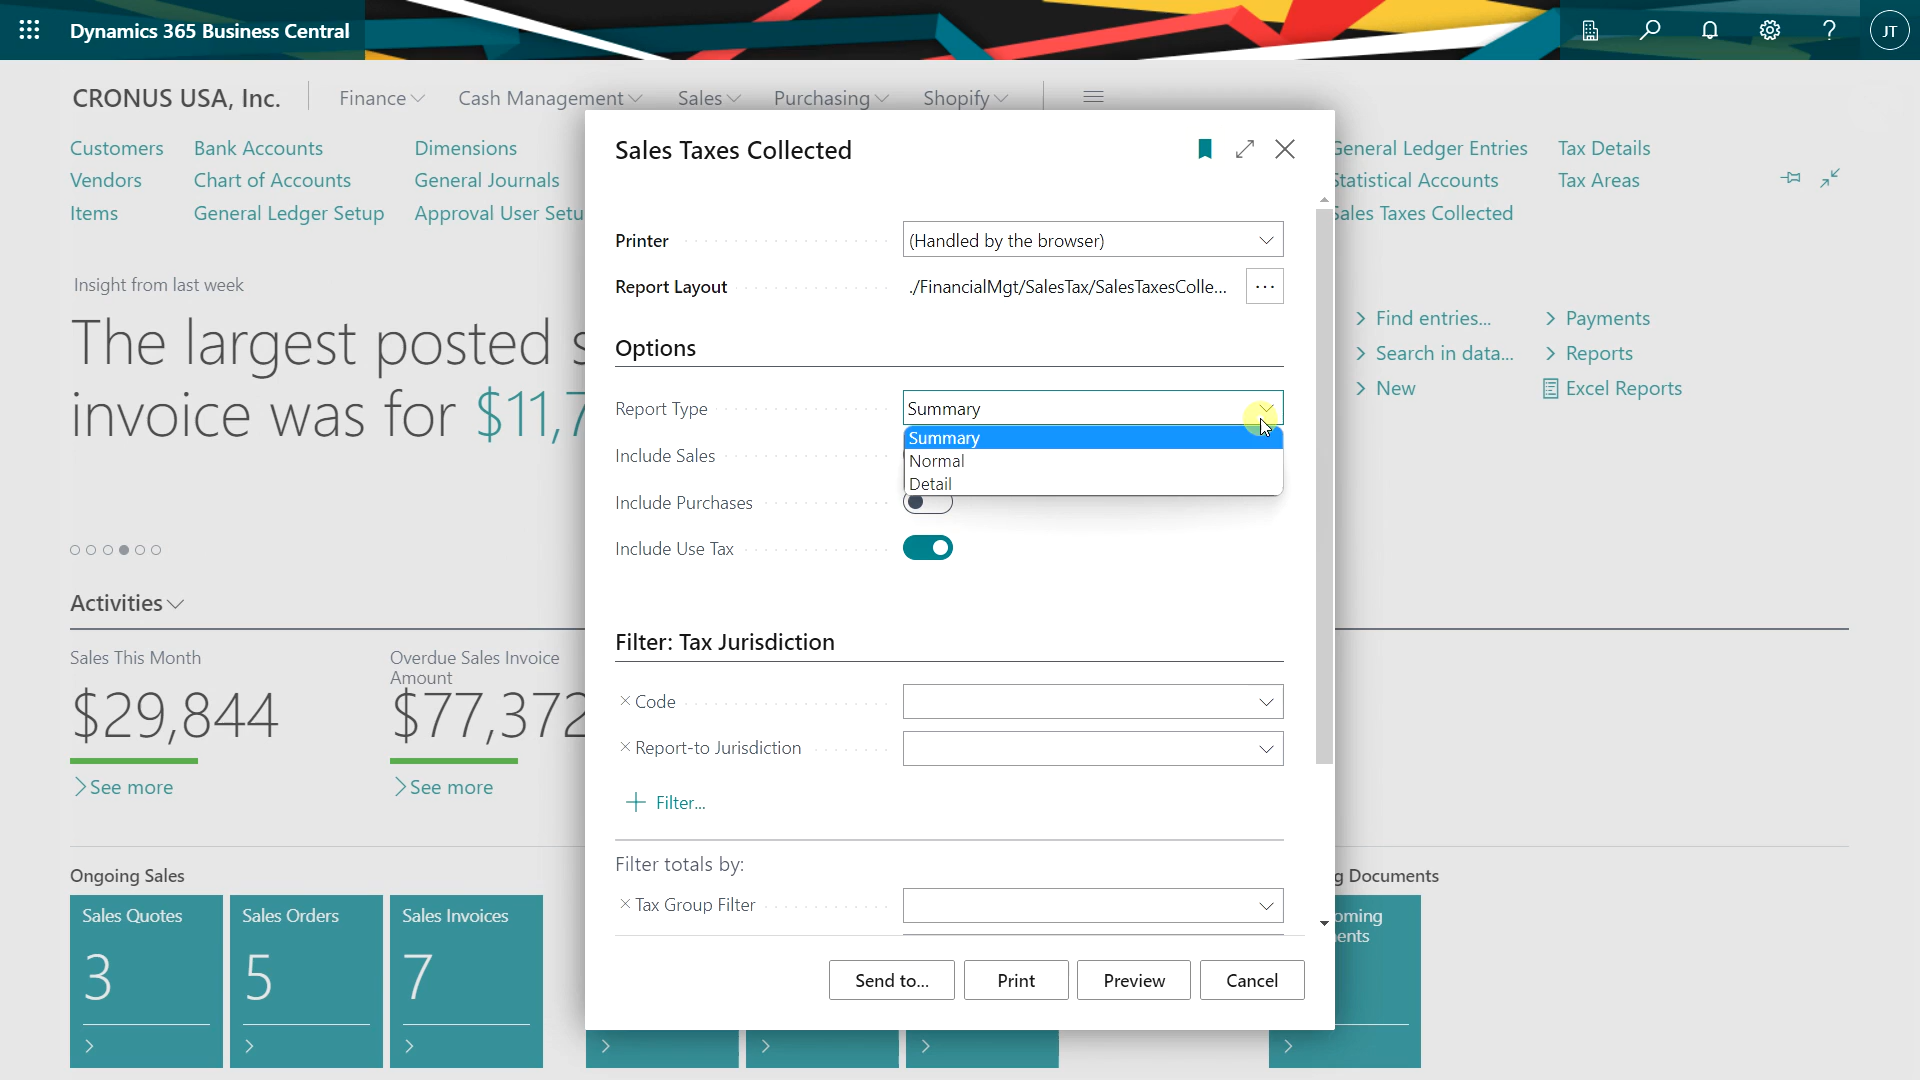 Dynamics 365 Business Central
JT
CRONUS USA, Inc.
Finance
Cash Management
Sales
Purchasing
Shopify
Customers
Bank Accounts
Dimensions
General Ledger Entries
Tax Details
Vendors
Chart of Accounts
General Journals
Statistical Accounts
Tax Areas
Items
General Ledger Setup
Approval User Setu
Sales Taxes Collected
Insight from last week
The largest posted s
invoice was for $11,7
> Find entries...
> Payments
> Search in data...
> Reports
> New
Excel Reports
Activities
Sales This Month
$29,844
>See more
Overdue Sales Invoice
Amount
$77,372
>See more
Ongoing Sales
Sales Quotes
3
Sales Orders
5
Sales Invoices
7
g Documents
oming
ents
Sales Taxes Collected
Printer
(Handled by the browser)
Report Layout
./FinancialMgt/SalesTax/SalesTaxesColle...
Options
Report Type
Summary
Summary
Normal
Detail
Include Sales
Include Purchases
Include Use Tax
Filter: Tax Jurisdiction
× Code
× Report-to Jurisdiction
+ Filter...
Filter totals by:
× Tax Group Filter
Send to...
Print
Preview
Cancel